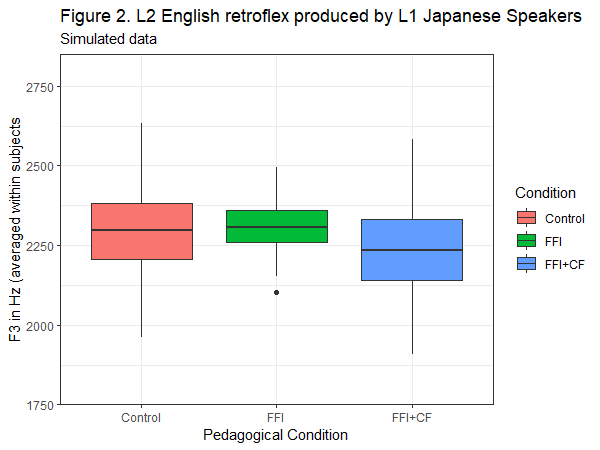 Figure 2. L2 English retroflex produced by L1 Japanese Speakers
Simulated data
F3 in Hz (averaged within subjects
2750
2500
2250
2000
1750
Control
FFI
FFI+CF
Pedagogical Condition
Condition
Control
FFI
FFI+CF